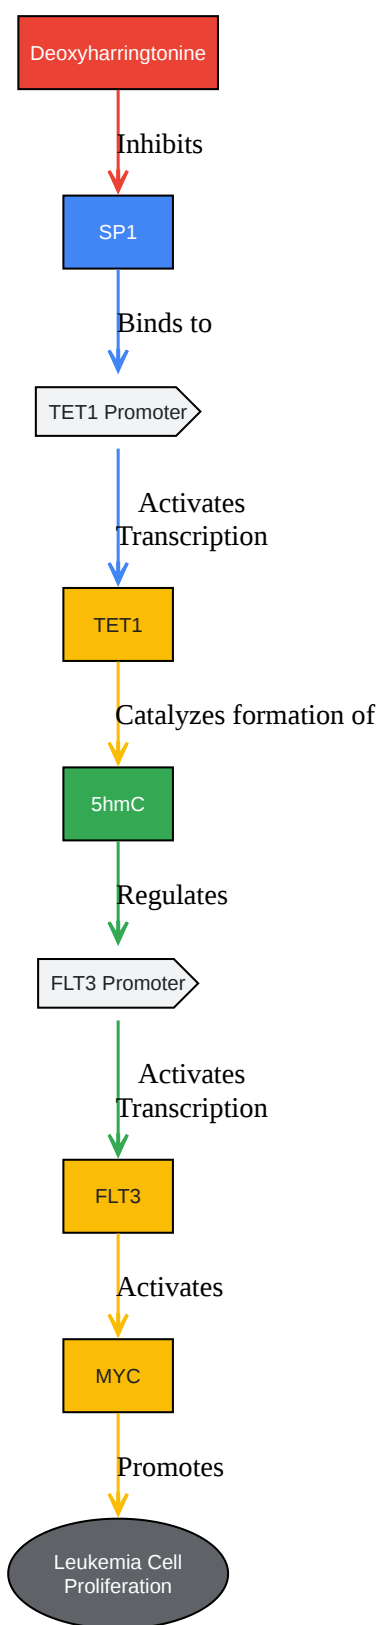 Deoxyharringtonine
Inhibits
SP1
Binds to
TET1 Promoter
Activates
Transcription
TET1
Catalyzes formation of
5hmC
Regulates
FLT3 Promoter
Activates
Transcription
FLT3
Activates
MYC
Promotes
Leukemia Cell
Proliferation